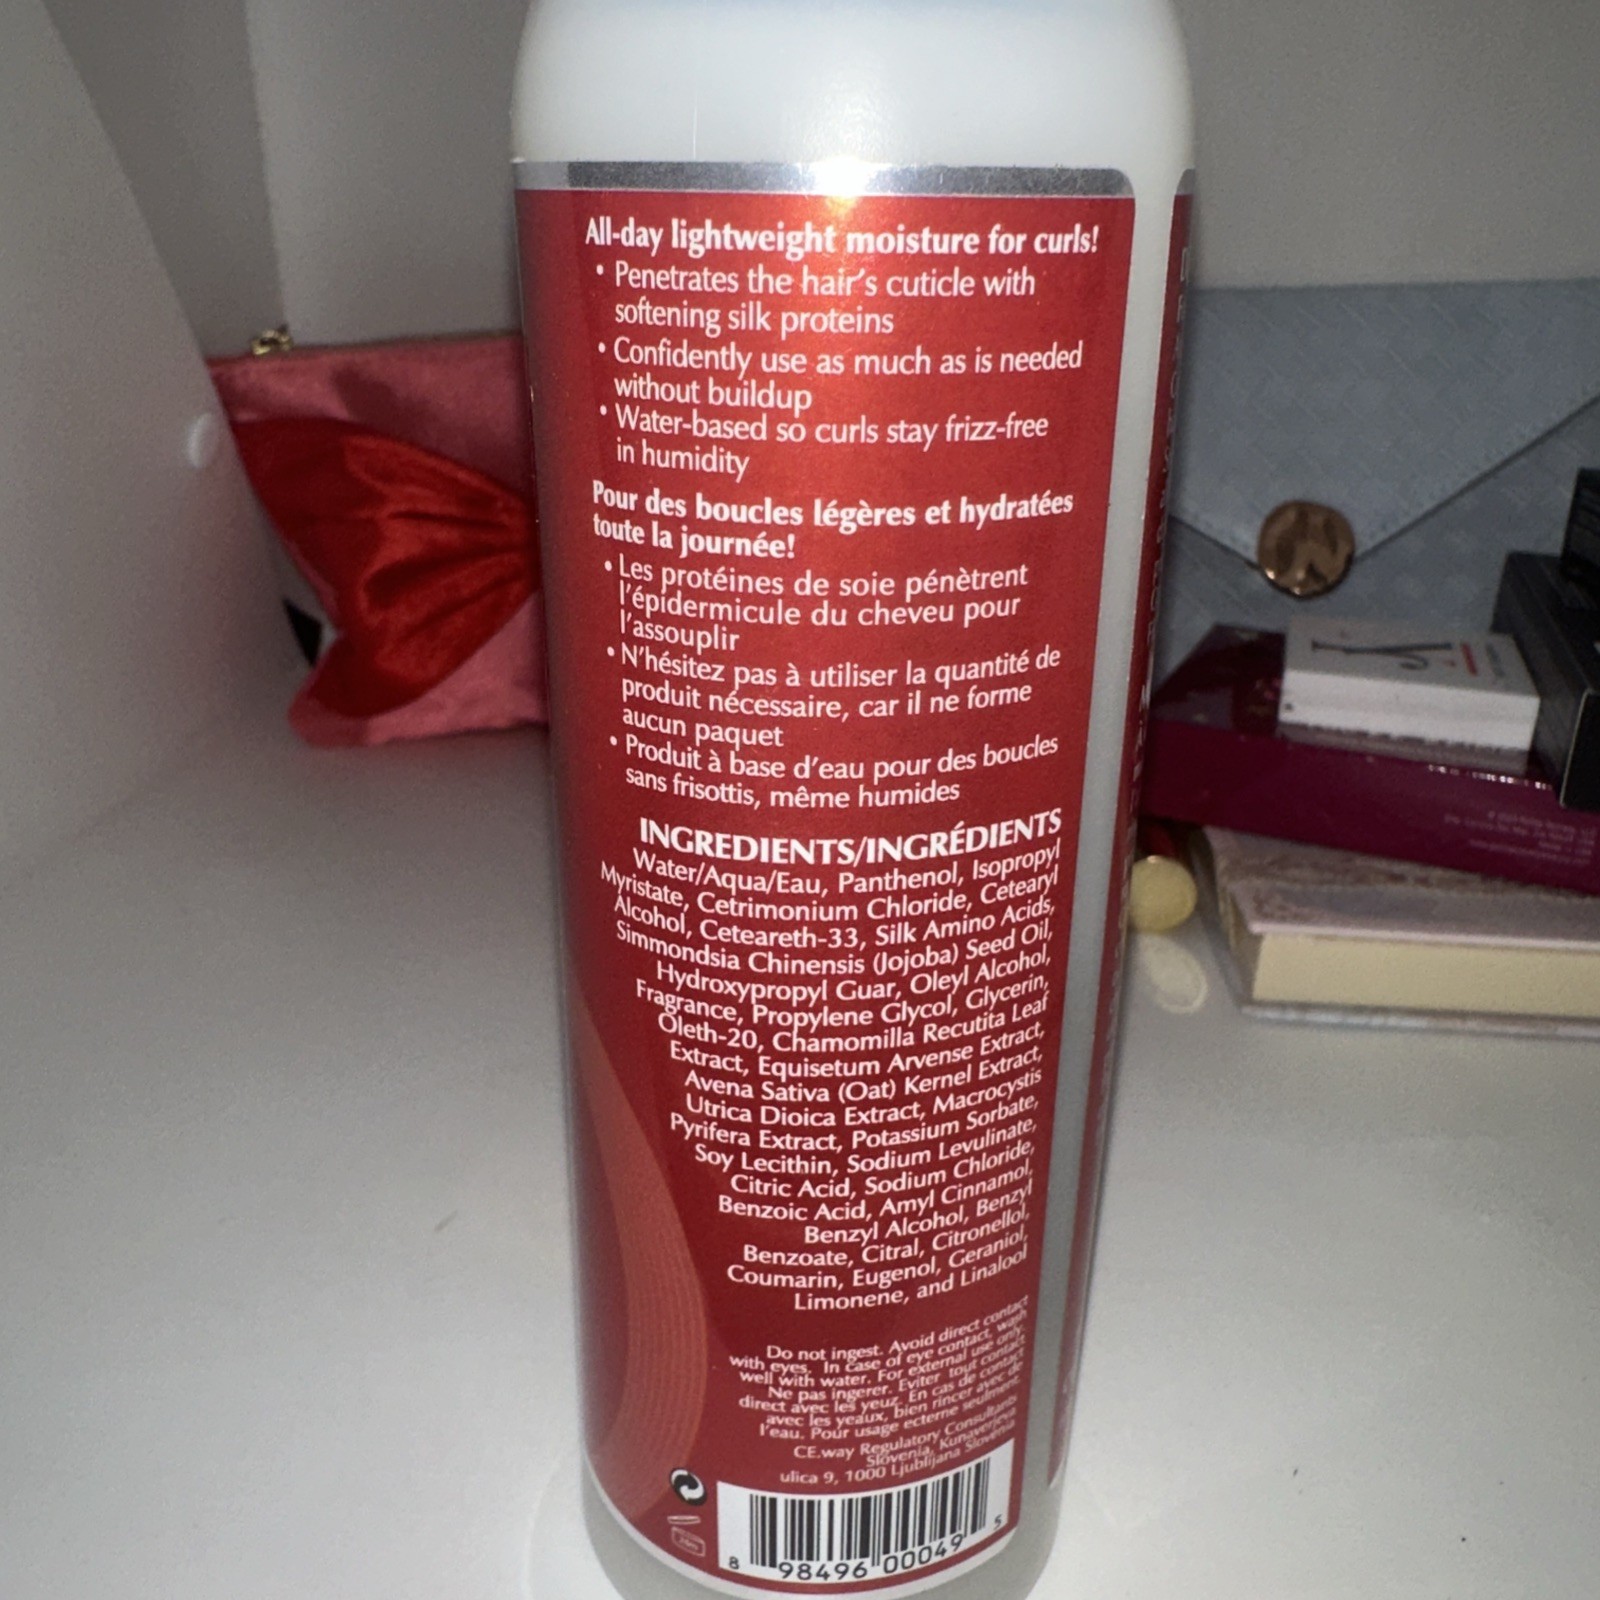 All-day lightweight moisture for curls!
• Penetrates the hair's cuticle with
softening silk proteins
• Confidently use as much as is needed
without buildup
• Water-based so curls stay frizz-free
in humidity
Pour des boucles légères et hydratées
toute la journée!
• Les protéines de soie pénètrent
l'épidermicule du cheveu pour
l'assouplir
• N'hésitez pas à utiliser la quantité de
produit nécessaire, car il ne forme
aucun paquet
• Produit à base d'eau pour des boucles
sans frisottis, même humides
INGREDIENTS/INGRÉDIENTS
Water/Aqua/Eau, Panthenol, Isopropyl
Myristate, Cetrimonium Chloride, Cetearyl
Alcohol, Ceteareth-33, Silk Amino Acids,
Simmondsia Chinensis (Jojoba) Seed Oil,
Hydroxypropyl Guar, Oleyl Alcohol,
Fragrance, Propylene Glycol, Glycerin,
Oleth-20, Chamomilla Recutita Leaf
Extract, Equisetum Arvense Extract,
Avena Sativa (Oat) Kernel Extract,
Utrica Dioica Extract, Macrocystis
Pyrifera Extract, Potassium Sorbate,
Soy Lecithin, Sodium Levulinate,
Citric Acid, Sodium Chloride,
Benzoic Acid, Amyl Cinnamol,
Benzyl Alcohol, Benzyl
Benzoate, Citral, Citronellol,
Coumarin, Eugenol, Geraniol,
Limonene, and Linalool
Do not ingest. Avoid direct contact
with eyes. In case of eye contact, wash
well with water. For external use only.
Ne pas ingerer. Eviter tout contact
direct avec les yeuz. En cas de contact
avec les yeaux, bien rincer avec de
l'eau. Pour usage ecterne seulment.
CE.way Regulatory Consultants
Slovenia, Kunaverjeva
ulica 9, 1000 Ljublijana Slovenia
8 98496 00049 5